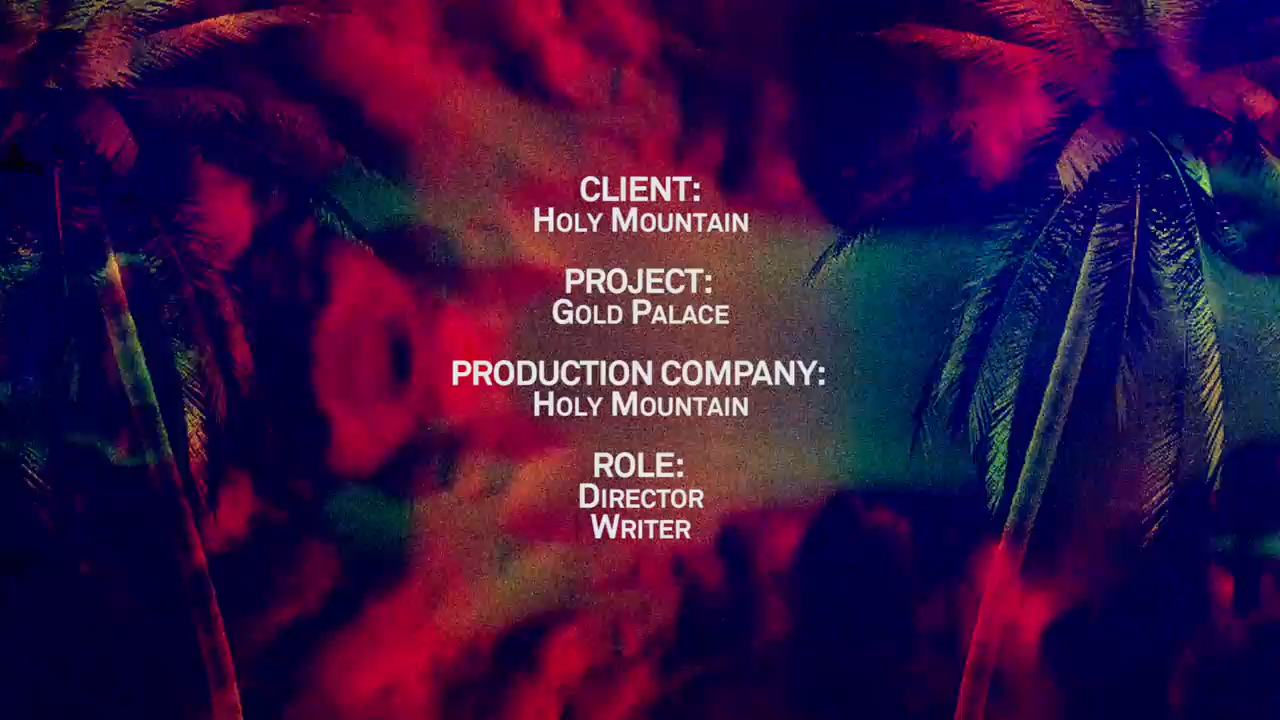 CLIENT:
Holy Mountain
PROJECT:
Gold Palace
PRODUCTION COMPANY:
Holy Mountain
ROLE:
Director
Writer